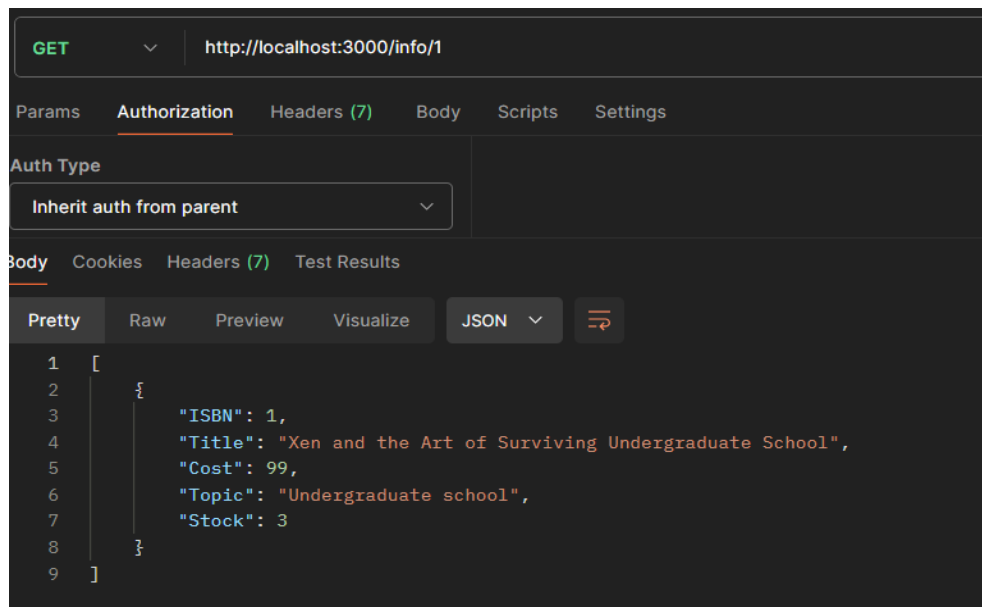 GET http://localhost:3000/info/1
Params Authorization Headers (7) Body Scripts Settings
Auth Type
Inherit auth from parent
Body Cookies Headers (7) Test Results
Pretty Raw Preview Visualize JSON
1 [
2 {
3 "ISBN": 1,
4 "Title": "Xen and the Art of Surviving Undergraduate School",
5 "Cost": 99,
6 "Topic": "Undergraduate school",
7 "Stock": 3
8 }
9 ]